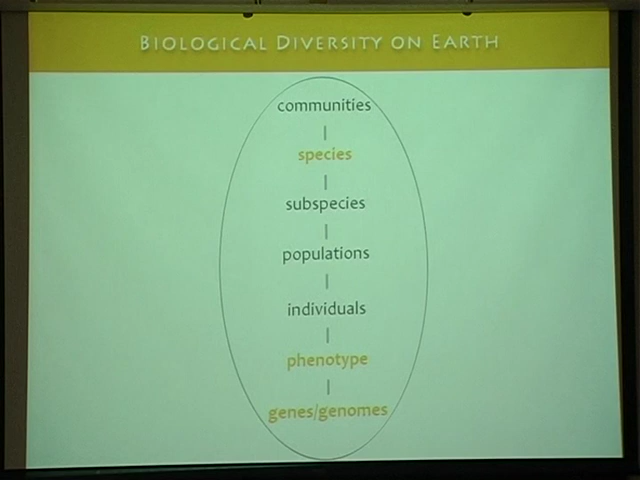 BIOLOGICAL DIVERSITY ON EARTH
communities
species
subspecies
populations
individuals
phenotype
genes/genomes